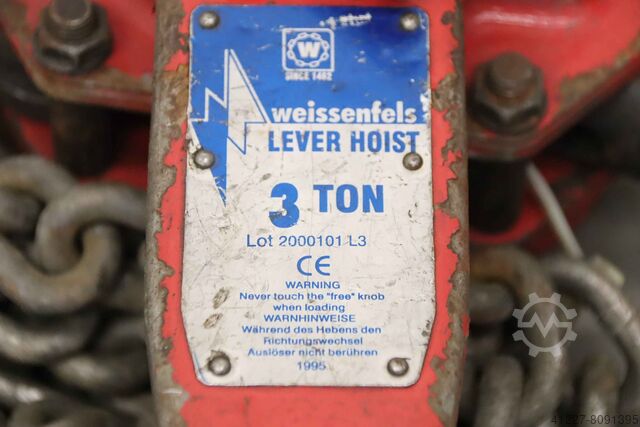 W
SINCE 1462
weissenfels
LEVER HOIST
3 TON
Lot 2000101 L3
CE
WARNING
Never touch the "free" knob
when loading
WARNHINWEISE
Während des Hebens den
Richtungswechsel
Auslöser nicht berühren
1995
41327-8091395